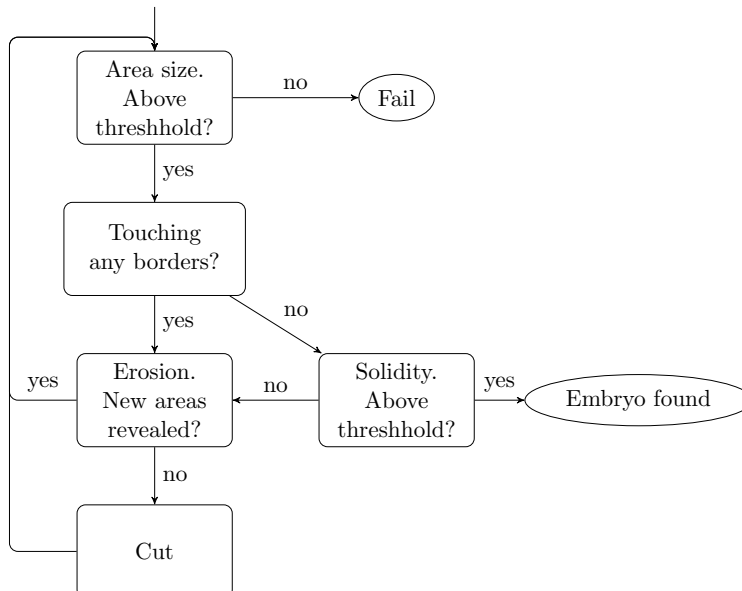 Area size.
Above
threshhold?
no
Fail
yes
Touching
any borders?
no
yes
yes
Erosion.
New areas
revealed?
no
Solidity.
Above
threshhold?
yes
Embryo found
no
Cut